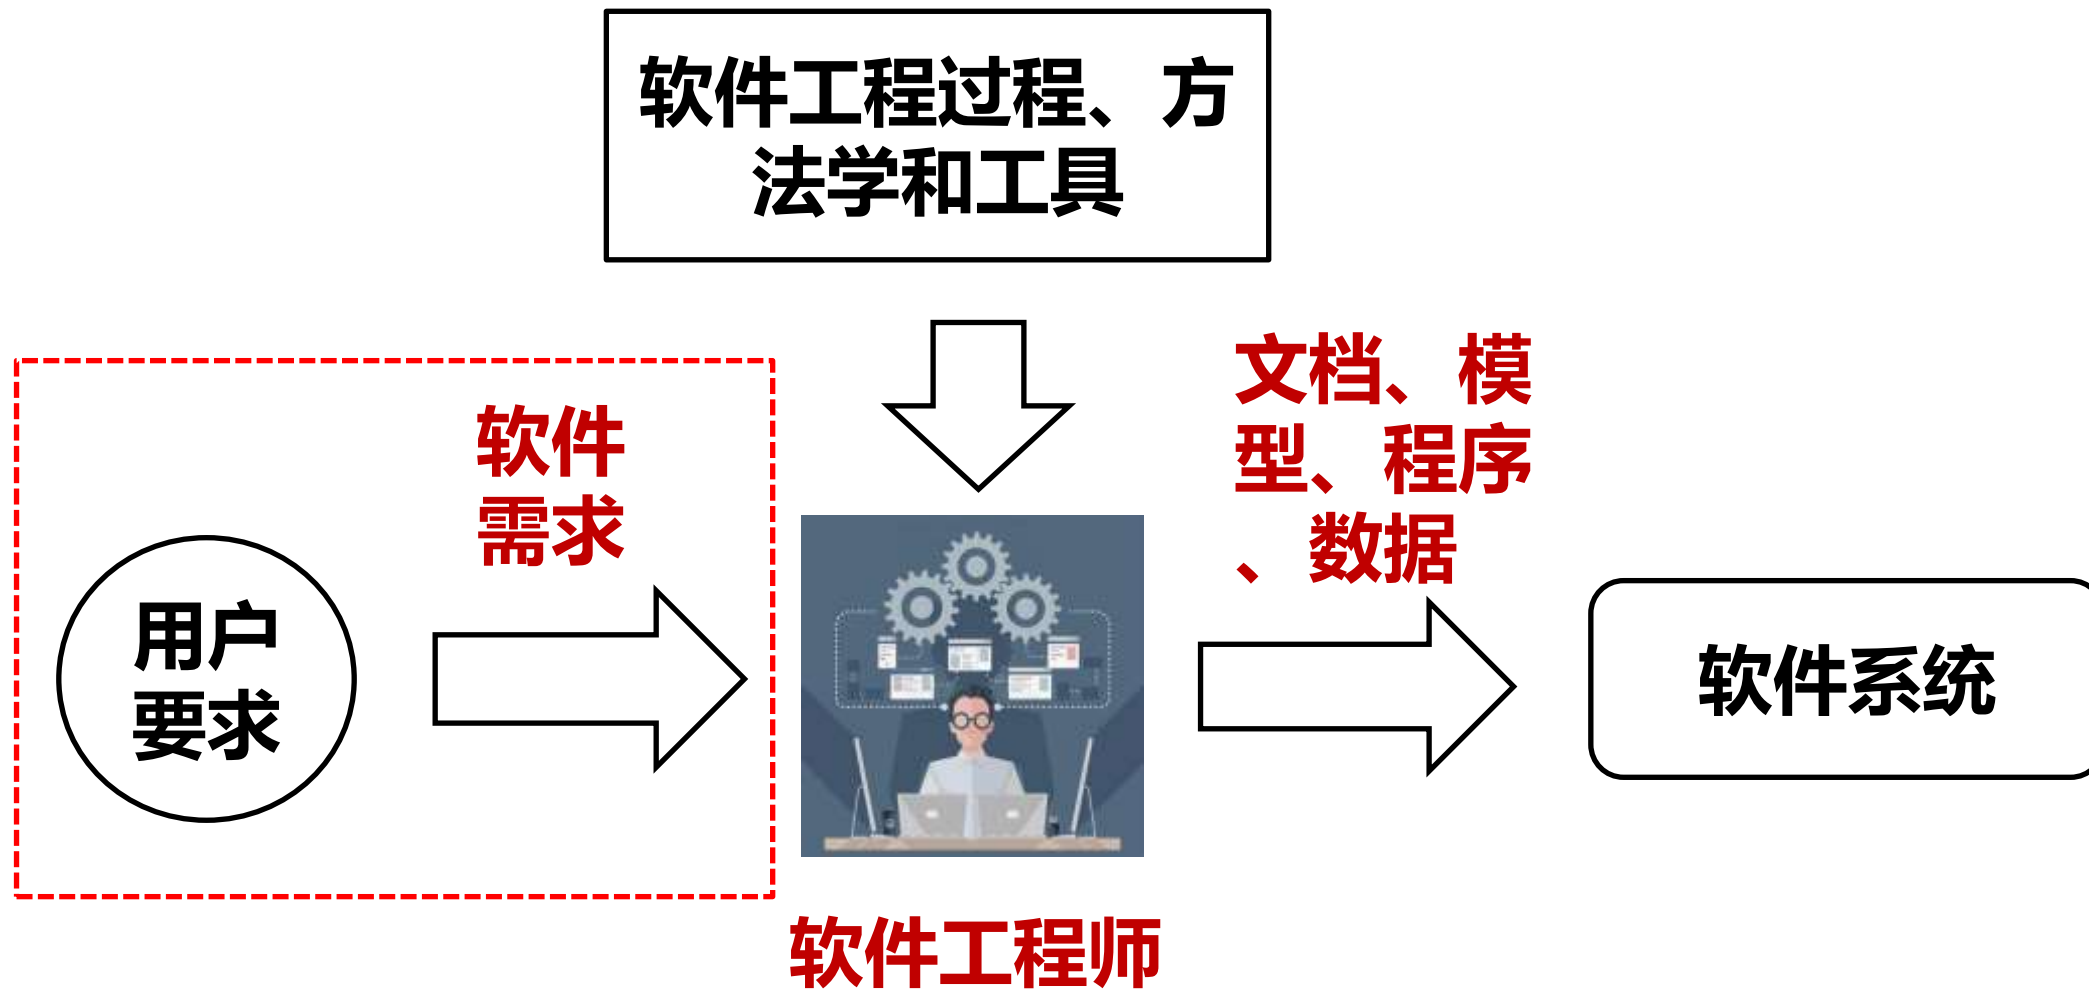 软件工程过程、方
法学和工具
软件
需求
文档、模
型、程序
、数据
用户
要求
软件系统
软件工程师